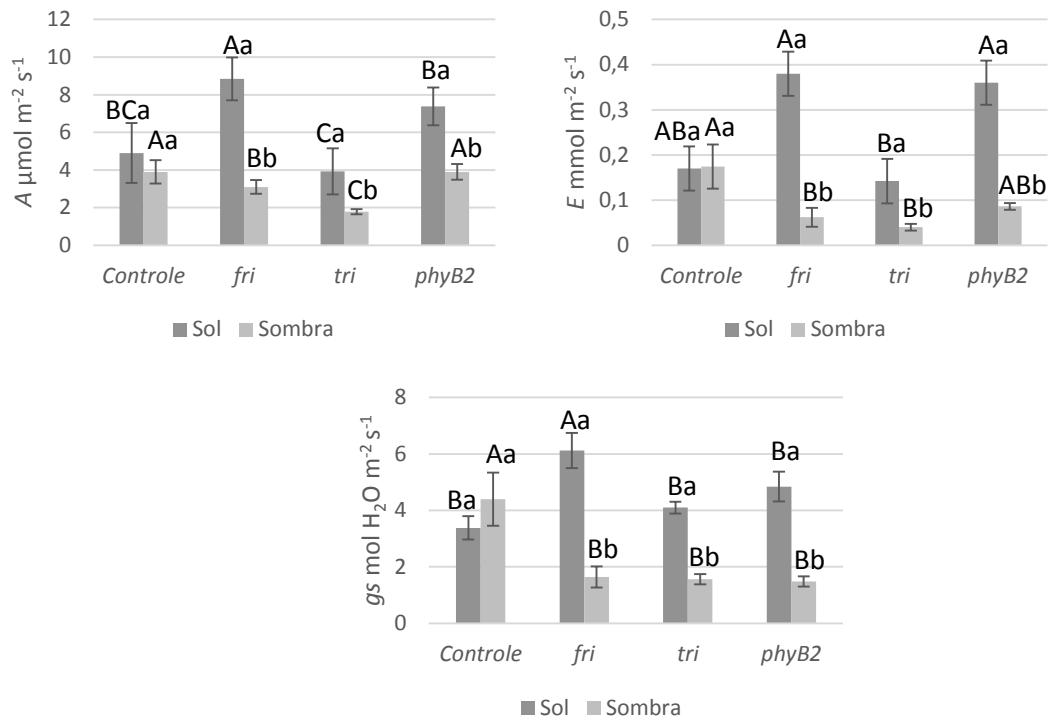 A µmol m⁻² s⁻¹
12
10
8
6
4
2
0
BCa
Aa
Aa
Bb
Ca
Cb
Ba
Ab
Controle fri tri phyB2
Sol Sombra
E mmol m⁻² s⁻¹
0,5
0,4
0,3
0,2
0,1
0
ABa
Aa
Aa
Bb
Ba
Bb
Aa
ABb
Controle fri tri phyB2
Sol Sombra
gs mol H₂O m⁻² s⁻¹
8
6
4
2
0
Ba
Aa
Aa
Bb
Ba
Bb
Ba
Bb
Controle fri tri phyB2
Sol Sombra